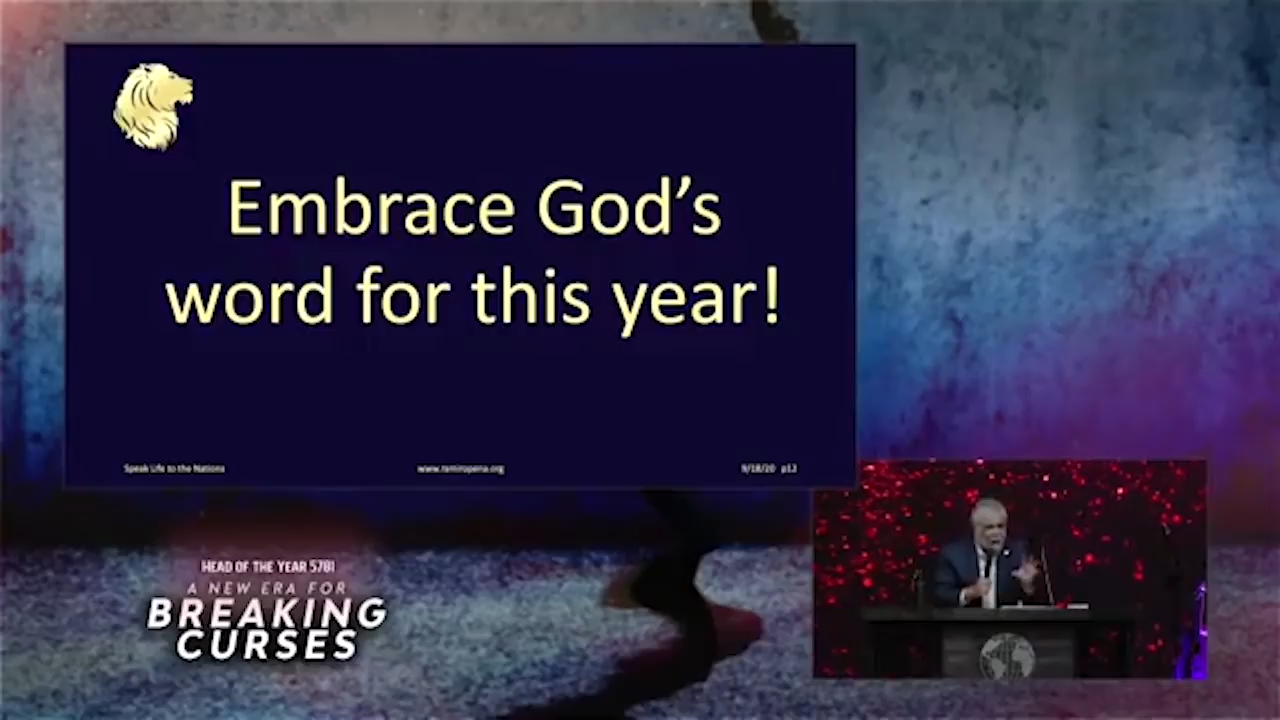 Embrace God’s
word for this year!
Speak Life to the Nations
www.ramiropena.org
9/18/20 p12
HEAD OF THE YEAR 5781
A NEW ERA FOR
BREAKING
CURSES